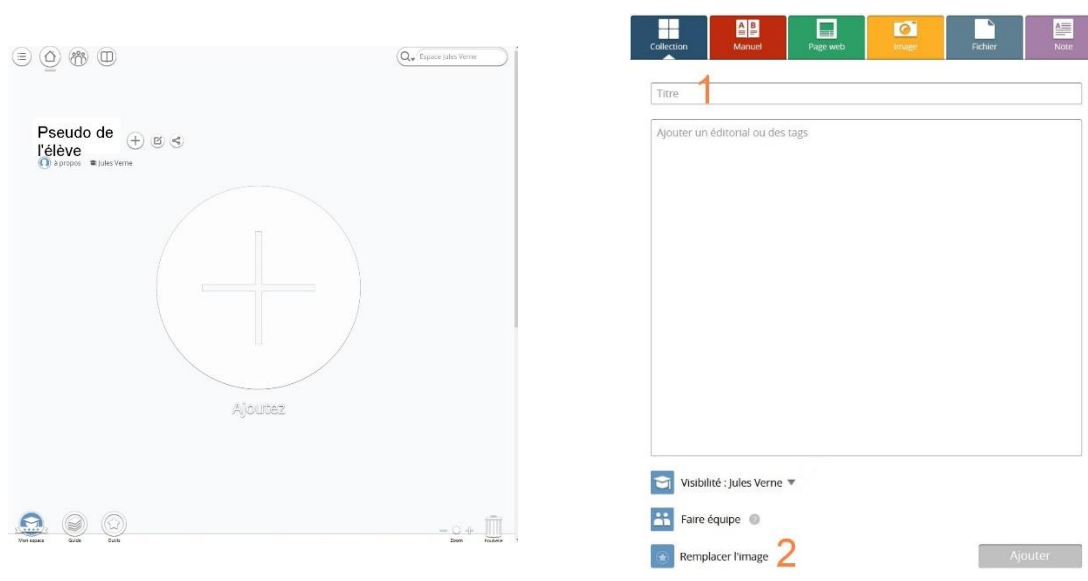 Espace Jules Verne
Pseudo de
l'élève
à propos Jules Verne
Ajoutez
Mon espace Guide Outils Zoom Poubelle
Collection Manuel Page web Image Fichier Note
Titre 1
Ajouter un éditorial ou des tags
Visibilité : Jules Verne
Faire équipe ?
Remplacer l'image 2
Ajouter